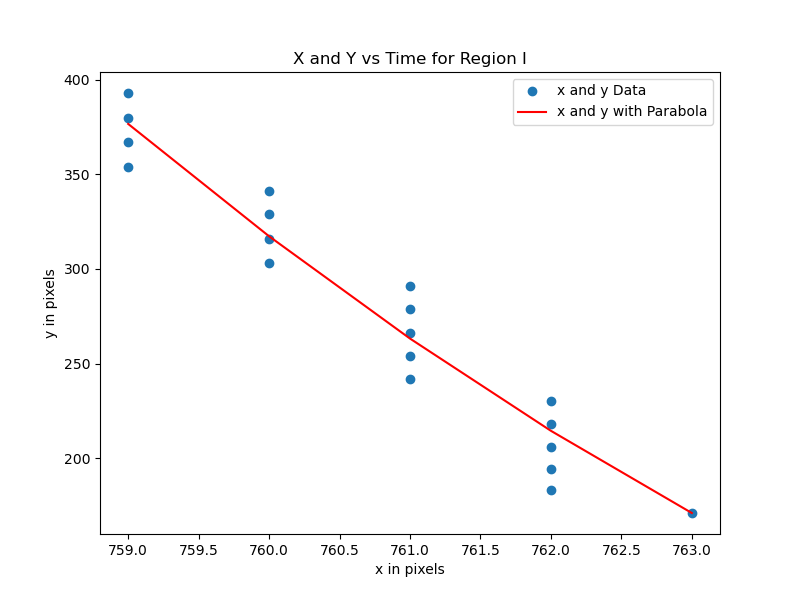 X and Y vs Time for Region I
x and y Data
x and y with Parabola
y in pixels
400
350
300
250
200
759.0 759.5 760.0 760.5 761.0 761.5 762.0 762.5 763.0
x in pixels